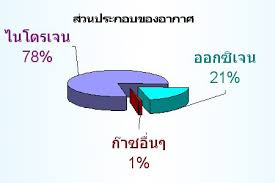 ส่วนประกอบของอากาศ
ไนโตรเจน
78%
ออกซิเจน
21%
ก๊าซอื่นๆ
1%